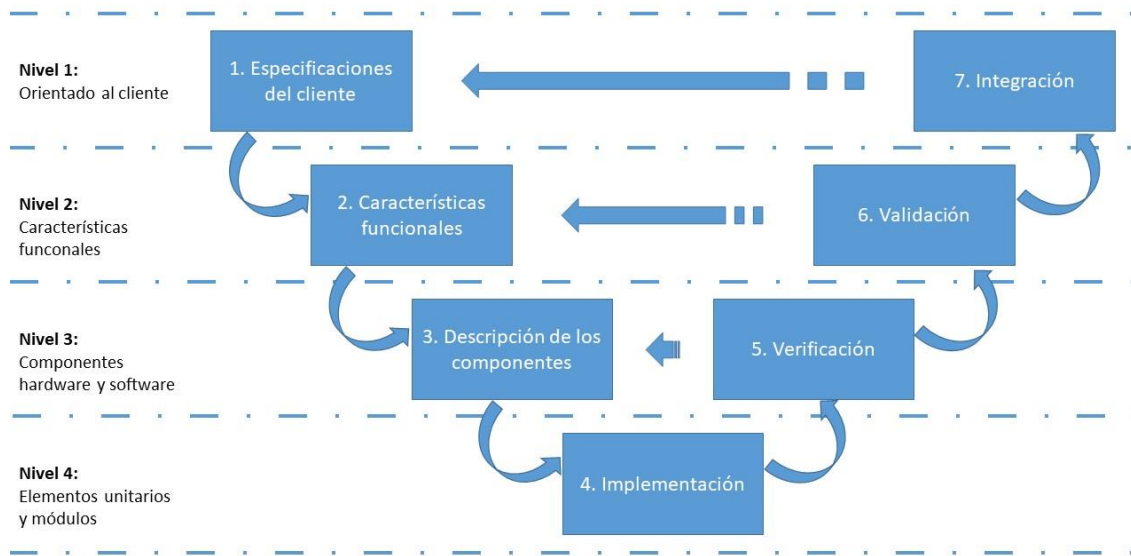 Nivel 1:
Orientado al cliente
1. Especificaciones
del cliente
7. Integración
Nivel 2:
Características
funconales
2. Características
funcionales
6. Validación
Nivel 3:
Componentes
hardware y software
3. Descripción de los
componentes
5. Verificación
Nivel 4:
Elementos unitarios
y módulos
4. Implementación